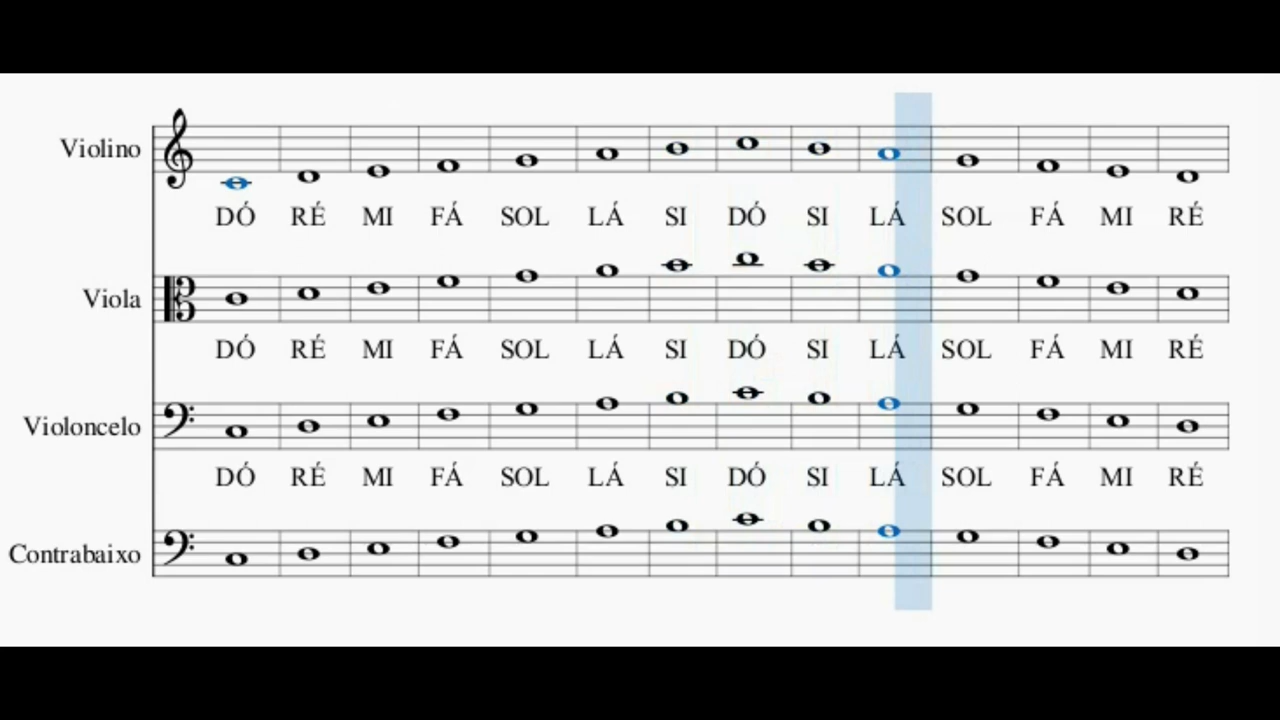 Violino
DÓ RÉ MI FÁ SOL LÁ SI DÓ SI LÁ SOL FÁ MI RÉ
Viola
DÓ RÉ MI FÁ SOL LÁ SI DÓ SI LÁ SOL FÁ MI RÉ
Violoncelo
DÓ RÉ MI FÁ SOL LÁ SI DÓ SI LÁ SOL FÁ MI RÉ
Contrabaixo